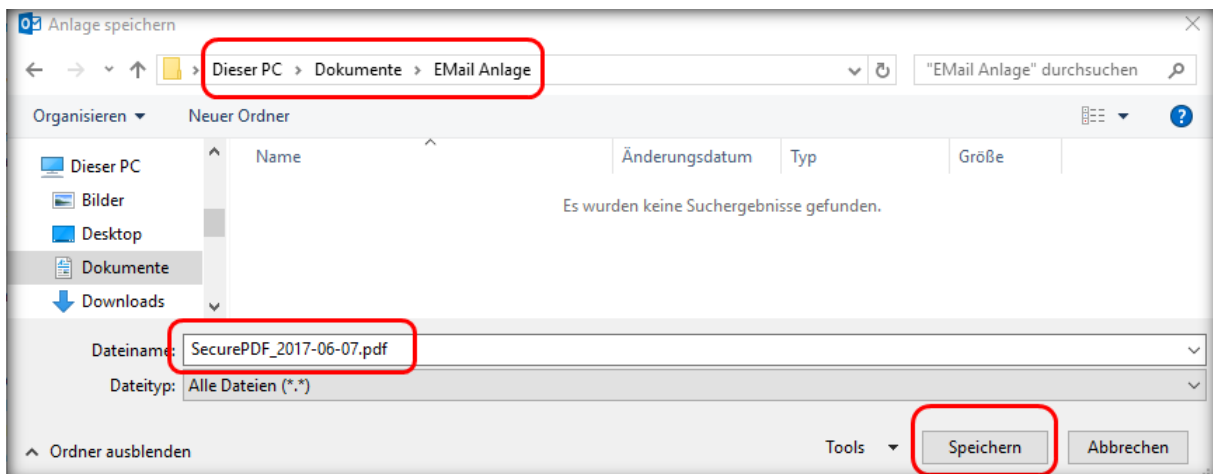 Anlage speichern
Dieser PC > Dokumente > EMail Anlage
"EMail Anlage" durchsuchen
Organisieren Neuer Ordner
Name Änderungsdatum Typ Größe
Es wurden keine Suchergebnisse gefunden.
Dieser PC
Bilder
Desktop
Dokumente
Downloads
Dateiname: SecurePDF_2017-06-07.pdf
Dateityp: Alle Dateien (*.*)
Ordner ausblenden
Tools Speichern Abbrechen